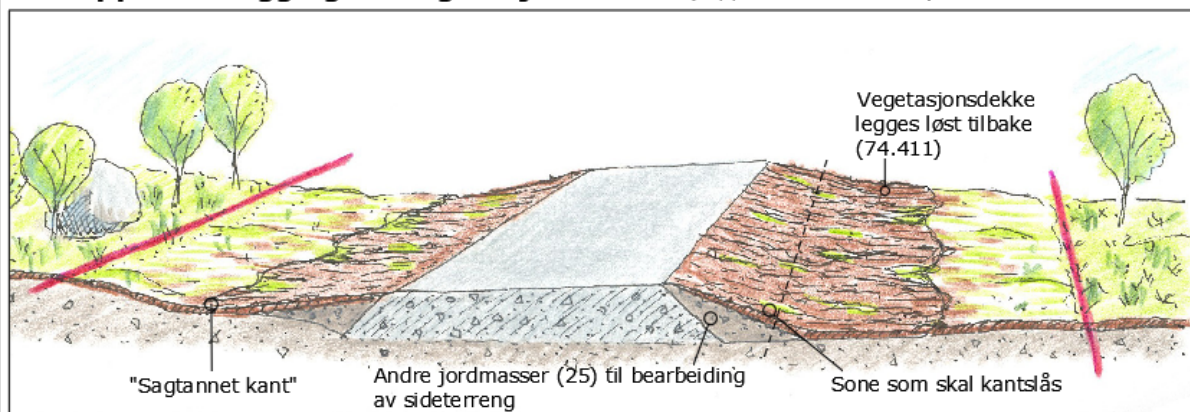 Vegetasjonsdekke
legges løst tilbake
(74.411)
"Sagtannet kant"
Andre jordmasser (25) til bearbeiding
av sideterreng
Sone som skal kantslås